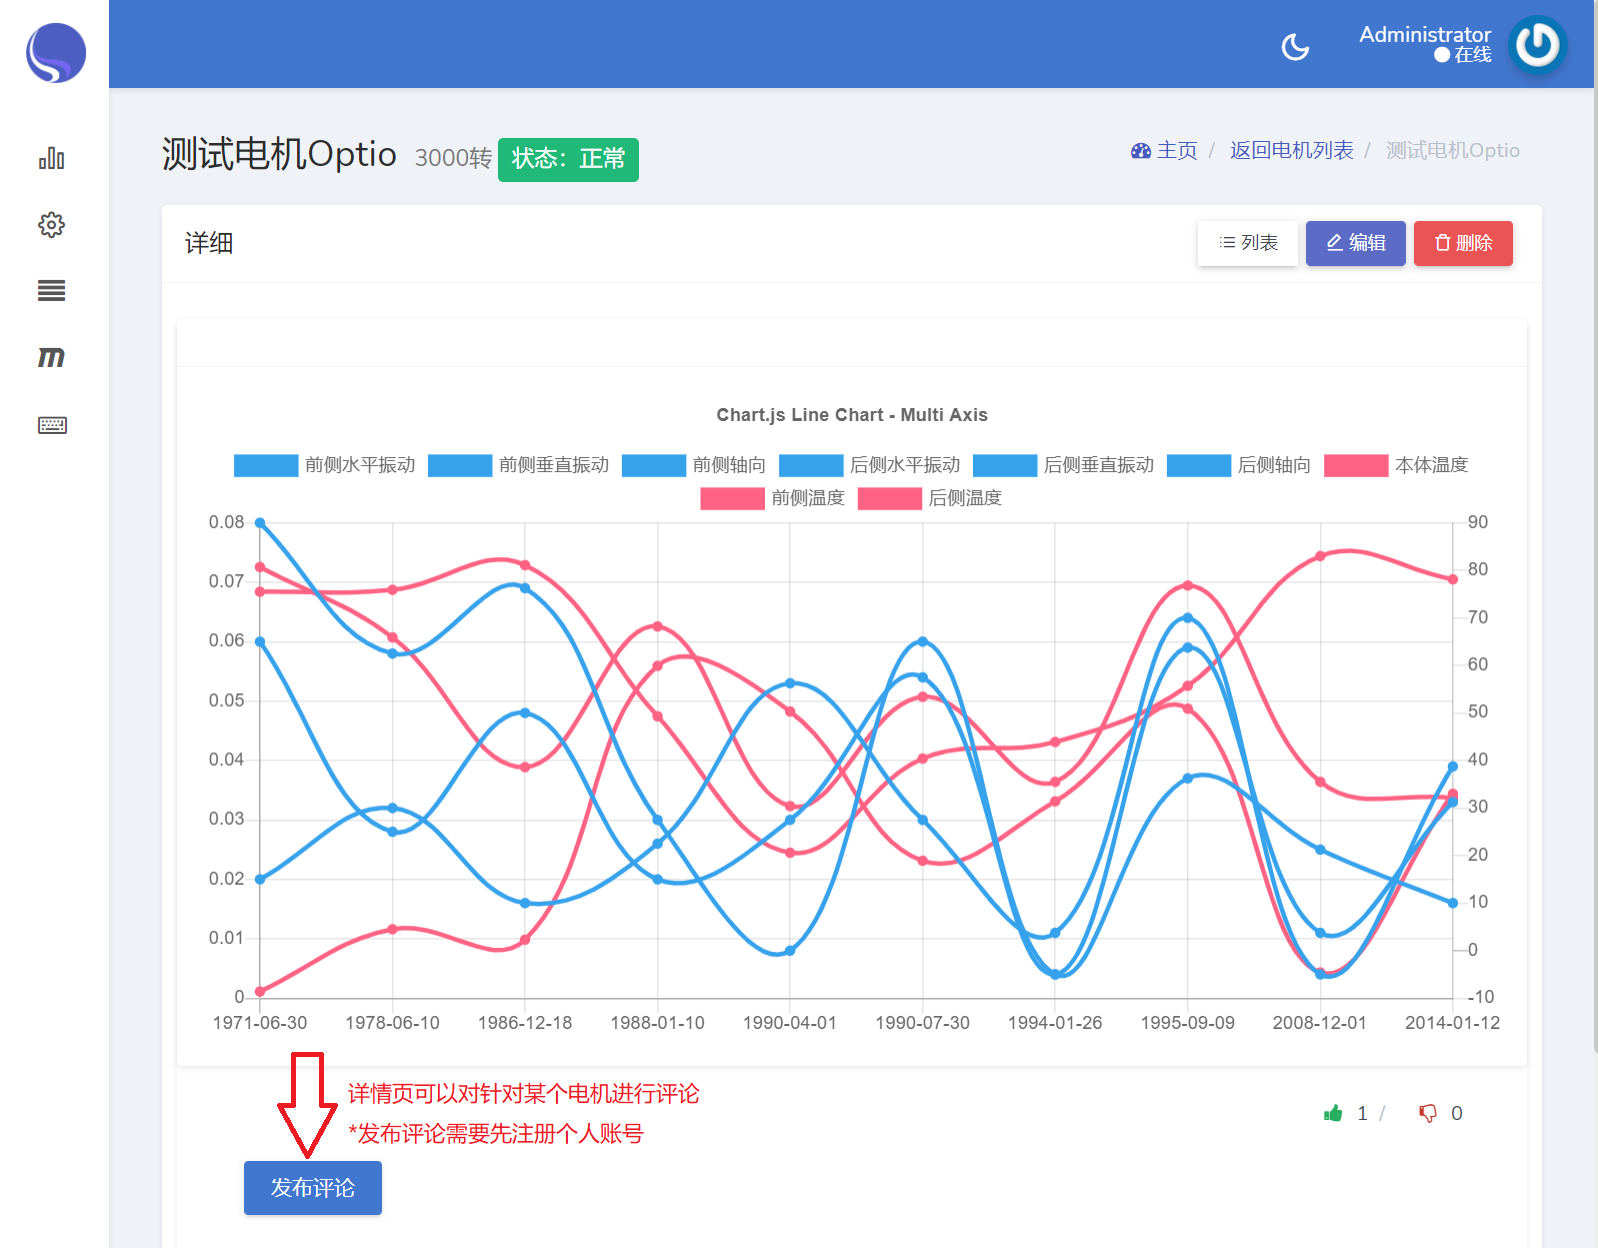 Administrator
在线
测试电机Optio 3000转 状态：正常
主页 / 返回电机列表 / 测试电机Optio
详细
列表 编辑 删除
m
Chart.js Line Chart - Multi Axis
前侧水平振动 前侧垂直振动 前侧轴向 后侧水平振动 后侧垂直振动 后侧轴向 本体温度
前侧温度 后侧温度
0.08 90
80
0.07
70
0.06
60
0.05 50
0.04 40
0.03 30
20
0.02
10
0.01 0
0 -10
1971-06-30 1978-06-10 1986-12-18 1988-01-10 1990-04-01 1990-07-30 1994-01-26 1995-09-09 2008-12-01 2014-01-12
详情页可以对针对某个电机进行评论
1 / 0
*发布评论需要先注册个人账号
发布评论